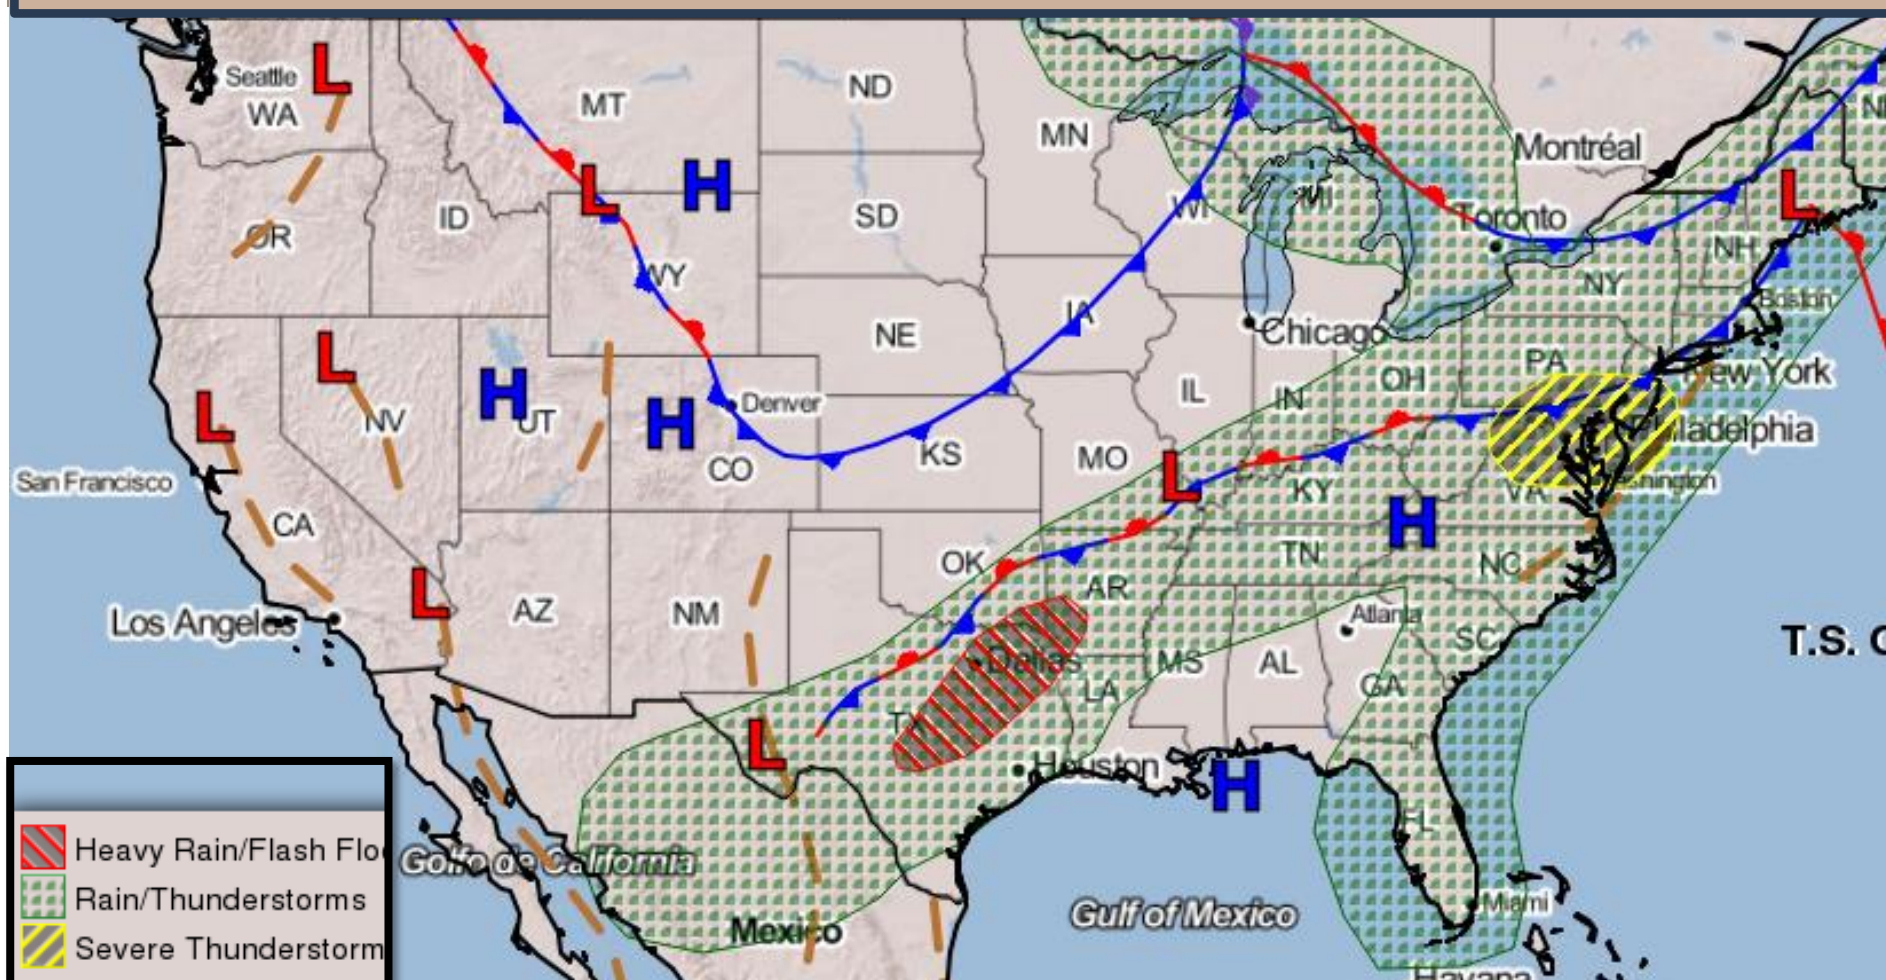 L
Seattle
WA
MT
ND
MN
Montréal
L
H
L
OR
ID
SD
WI
MI
Toronto
NH
WY
NY
Boston
IA
NE
Chicago
L
PA
New York
H
UT
Denver
IL
IN
OH
L
NV
H
CO
KS
MO
L
KY
VA
San Francisco
CA
H
OK
AR
TN
NC
L
Los Angeles
AZ
NM
Atlanta
SC
T.S. C
Dallas
LA
MS
AL
GA
L
TX
Houston
H
FL
Heavy Rain/Flash Flo
Golfo de California
Rain/Thunderstorms
Mexico
Gulf of Mexico
Miami
Severe Thunderstorm
Havana